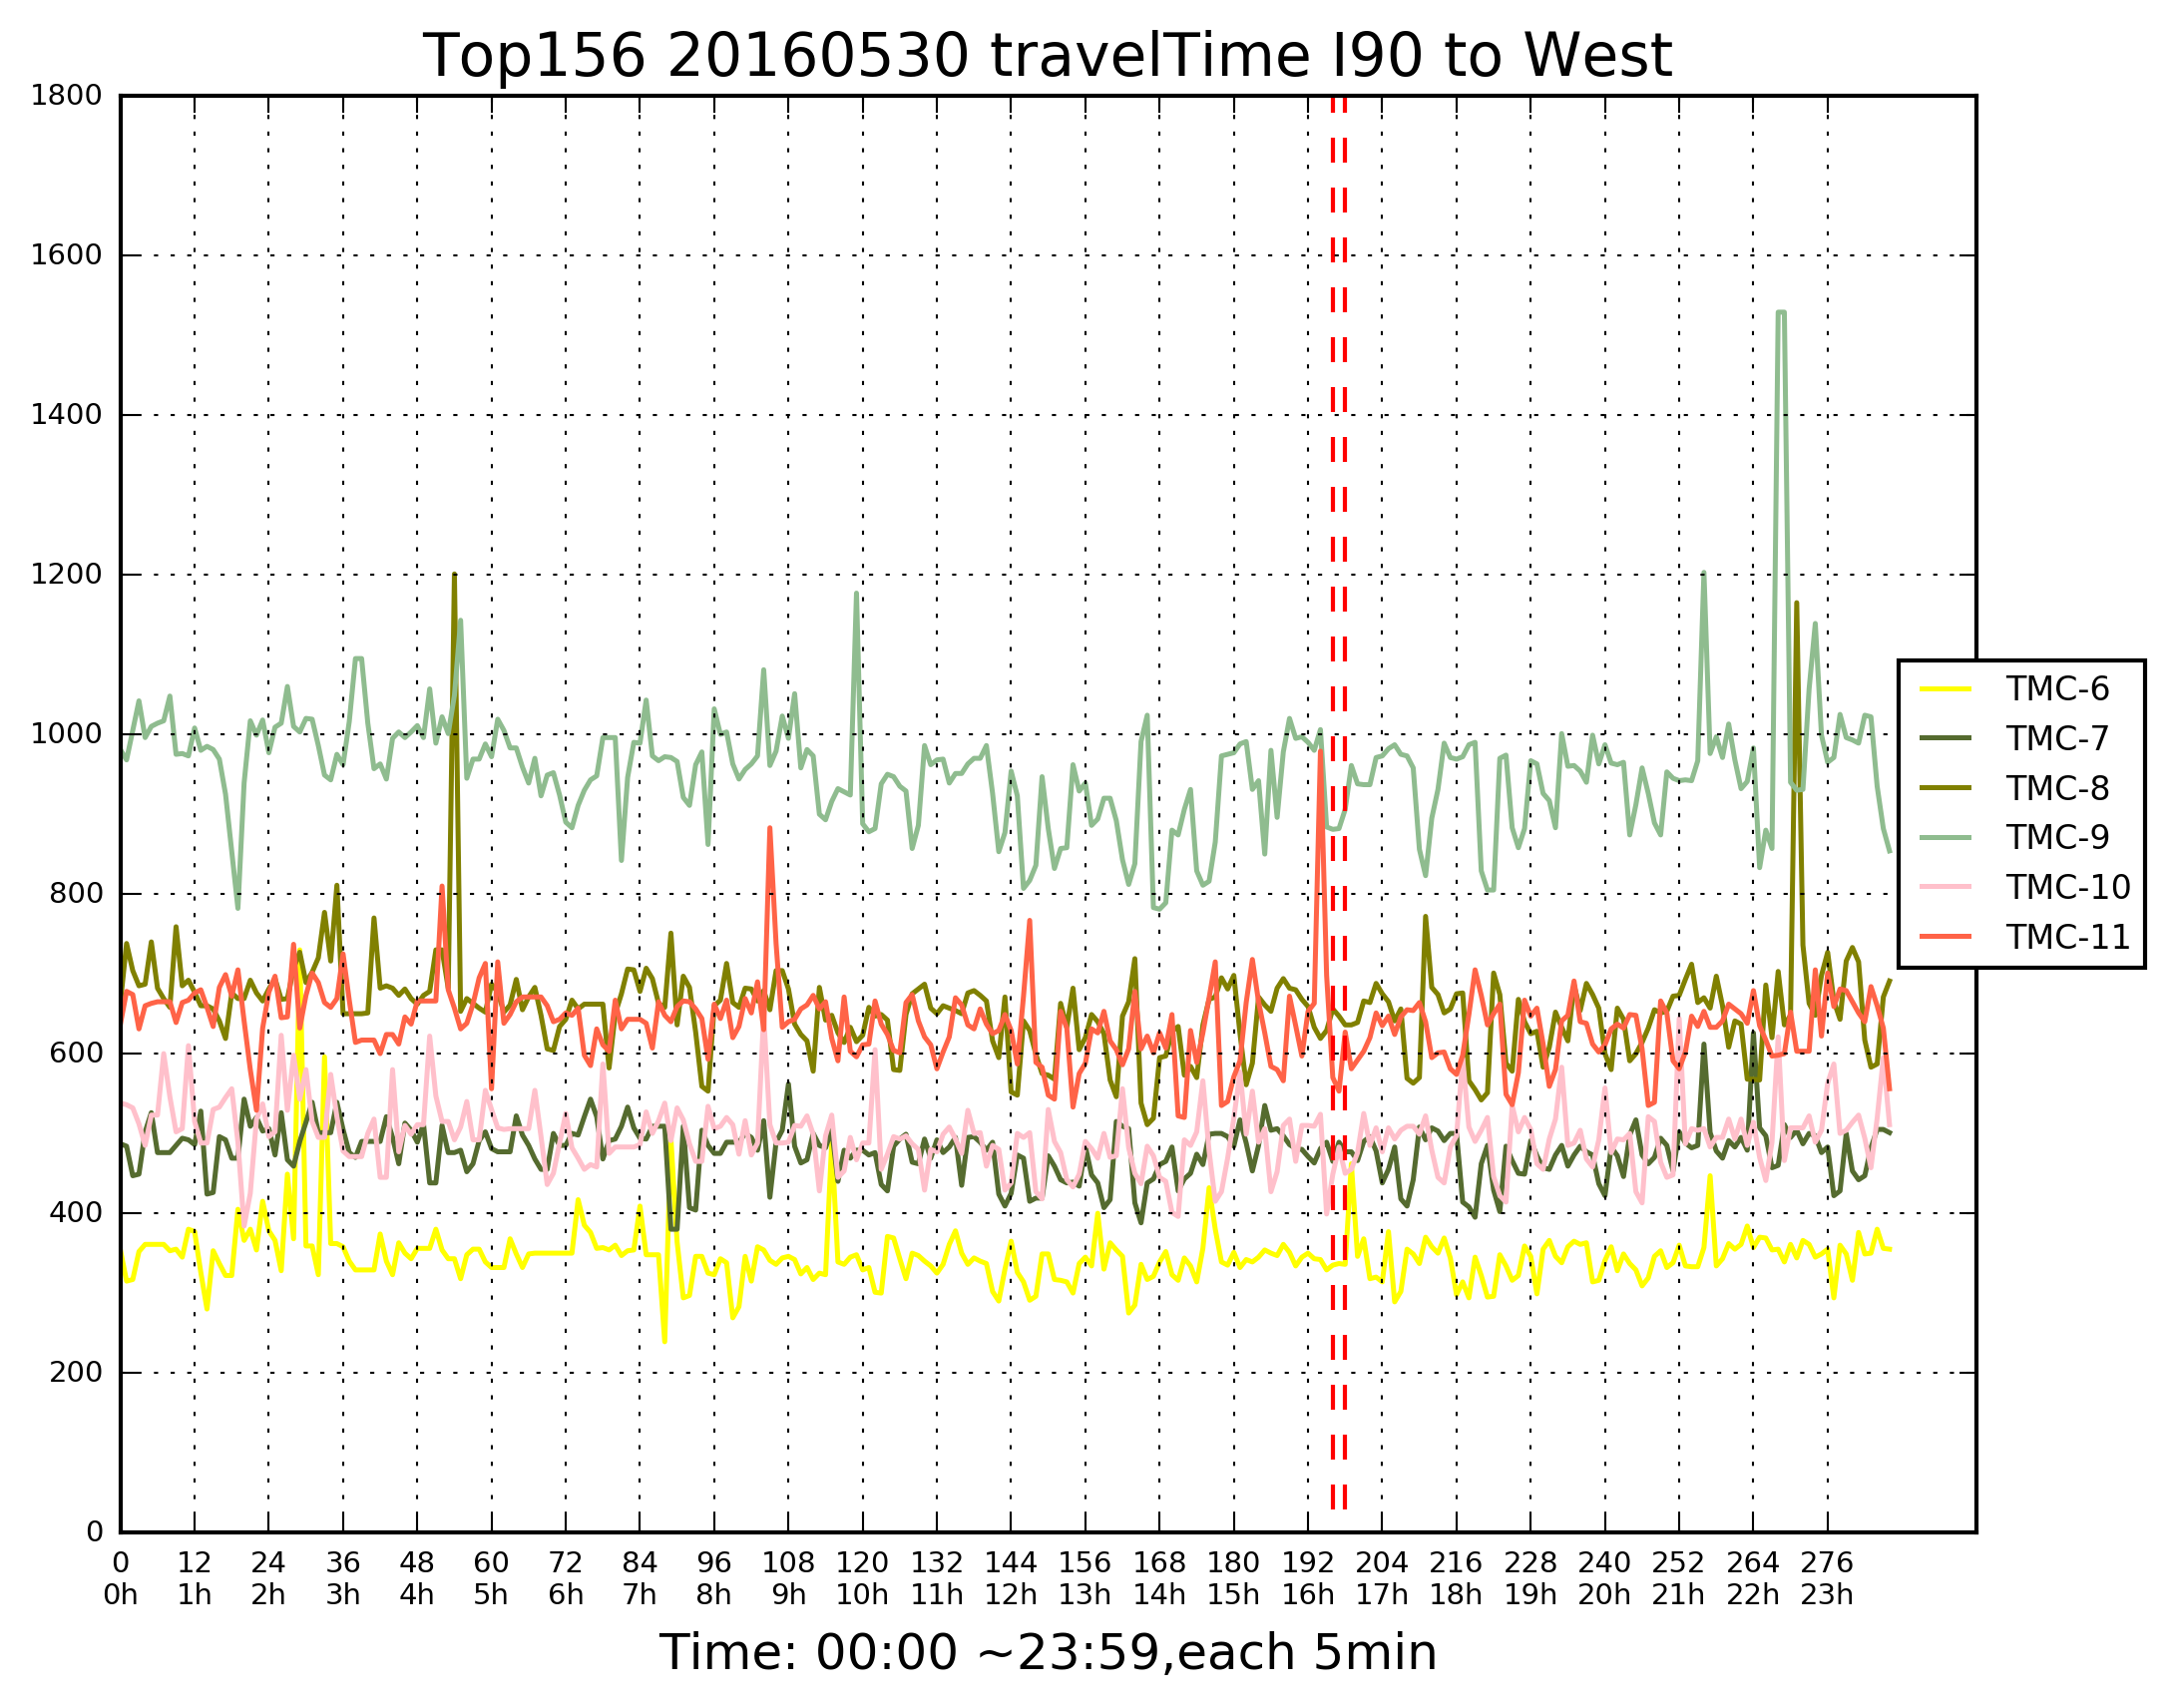 Top156 20160530 travelTime I90 to West
1800
1600
1400
1200
1000
800
600
400
200
0
TMC-6
TMC-7
TMC-8
TMC-9
TMC-10
TMC-11
0 12 24 36 48 60 72 84 96 108 120 132 144 156 168 180 192 204 216 228 240 252 264 276
0h 1h 2h 3h 4h 5h 6h 7h 8h 9h 10h 11h 12h 13h 14h 15h 16h 17h 18h 19h 20h 21h 22h 23h
Time: 00:00 ~23:59,each 5min